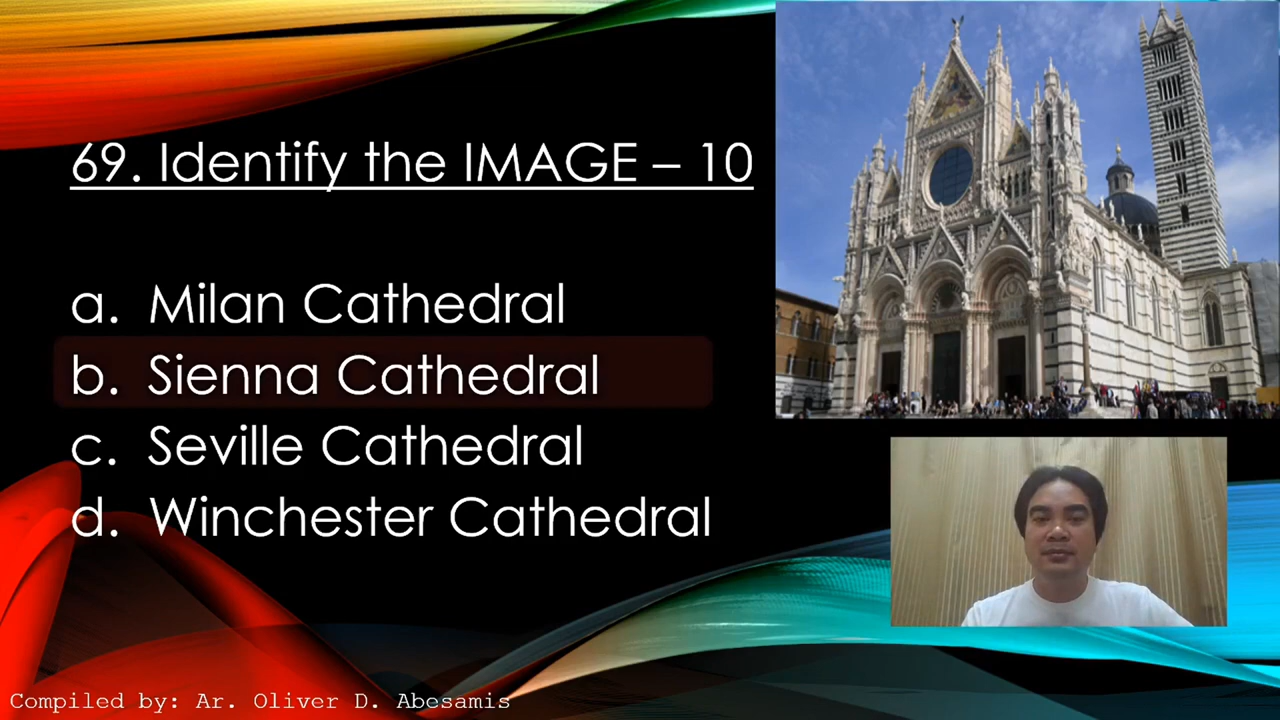 69. Identify the IMAGE – 10
a. Milan Cathedral
b. Sienna Cathedral
c. Seville Cathedral
d. Winchester Cathedral
Compiled by: Ar. Oliver D. Abesamis